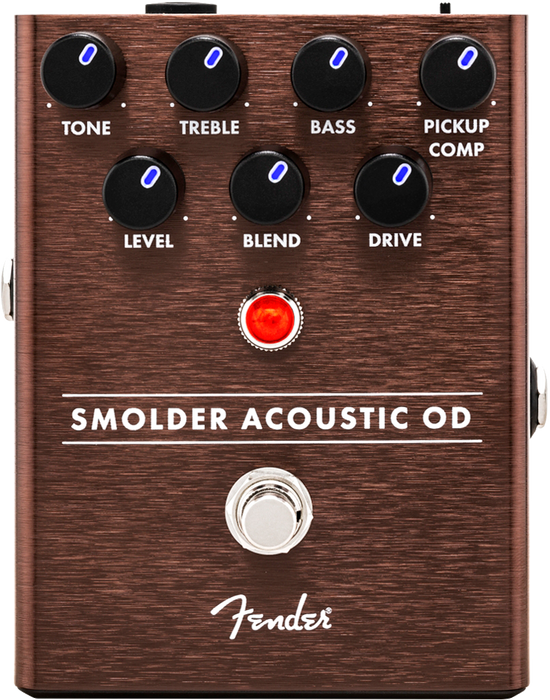 TONE TREBLE BASS PICKUP COMP
LEVEL BLEND DRIVE
SMOLDER ACOUSTIC OD
Fender